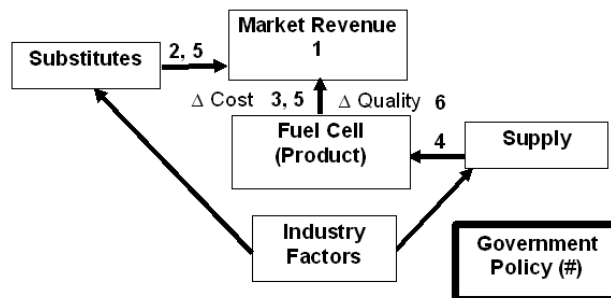 Market Revenue
1
Substitutes
2, 5
Δ Cost 3, 5 Δ Quality 6
Fuel Cell
(Product)
4
Supply
Industry
Factors
Government
Policy (#)